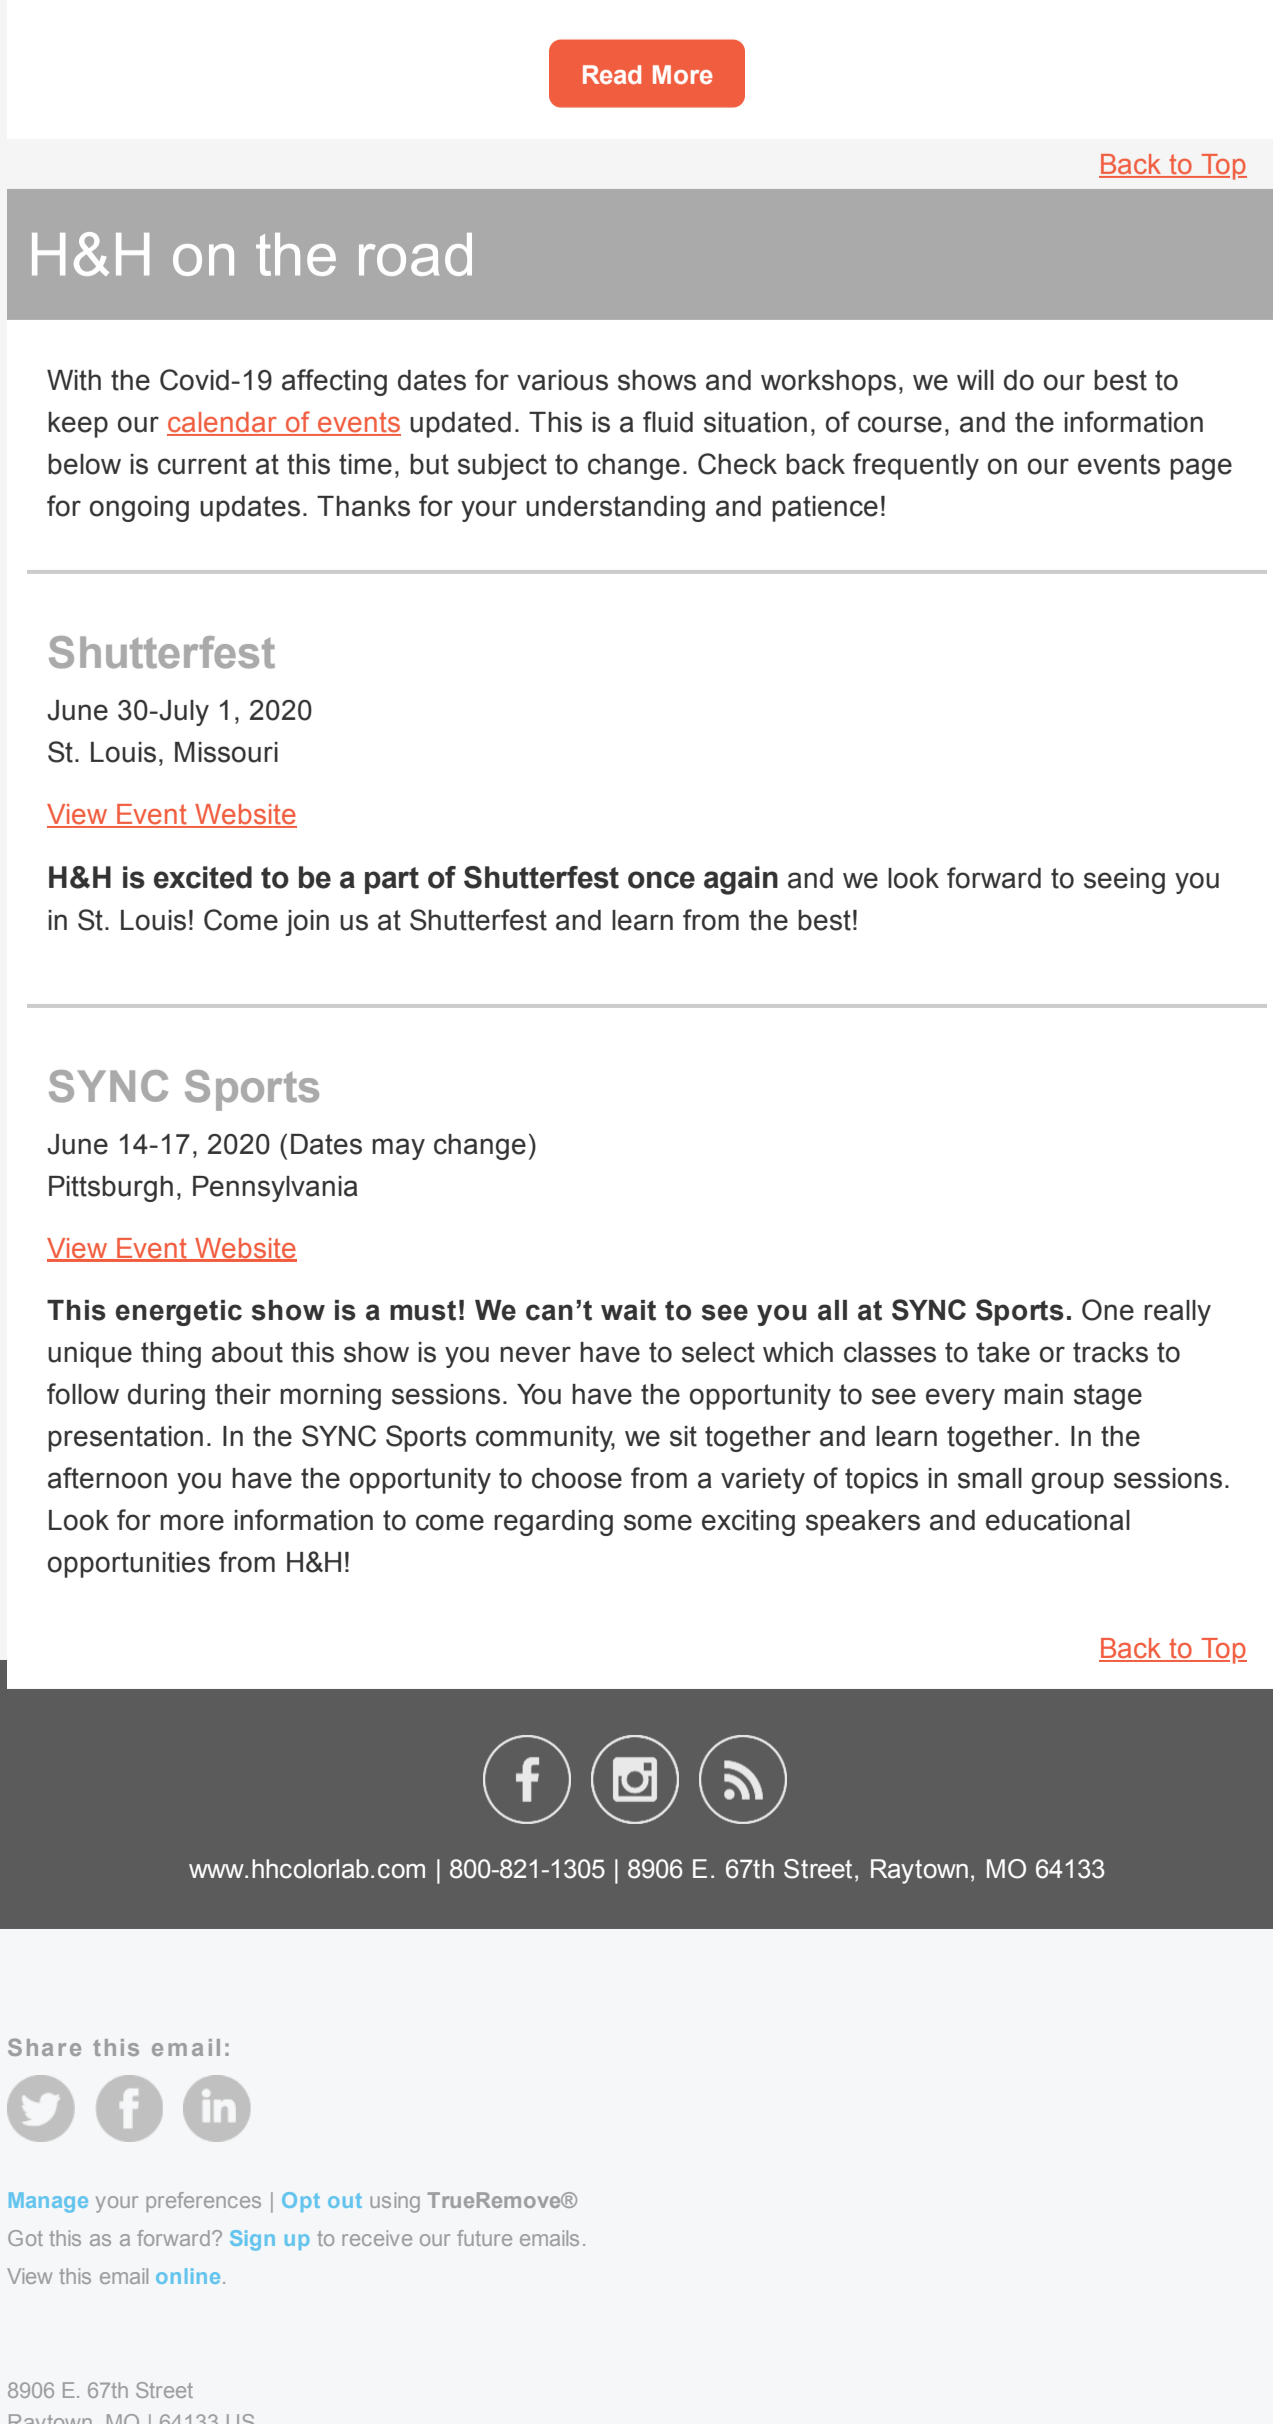 Read More
Back to Top
H&H on the road
With the Covid-19 affecting dates for various shows and workshops, we will do our best to
keep our calendar of events updated. This is a fluid situation, of course, and the information
below is current at this time, but subject to change. Check back frequently on our events page
for ongoing updates. Thanks for your understanding and patience!
Shutterfest
June 30-July 1, 2020
St. Louis, Missouri
View Event Website
H&H is excited to be a part of Shutterfest once again and we look forward to seeing you
in St. Louis! Come join us at Shutterfest and learn from the best!
SYNC Sports
June 14-17, 2020 (Dates may change)
Pittsburgh, Pennsylvania
View Event Website
This energetic show is a must! We can’t wait to see you all at SYNC Sports. One really
unique thing about this show is you never have to select which classes to take or tracks to
follow during their morning sessions. You have the opportunity to see every main stage
presentation. In the SYNC Sports community, we sit together and learn together. In the
afternoon you have the opportunity to choose from a variety of topics in small group sessions.
Look for more information to come regarding some exciting speakers and educational
opportunities from H&H!
Back to Top
www.hhcolorlab.com | 800-821-1305 | 8906 E. 67th Street, Raytown, MO 64133
Share this email:
Manage your preferences | Opt out using TrueRemove®
Got this as a forward? Sign up to receive our future emails.
View this email online.
8906 E. 67th Street
Raytown, MO | 64133 US